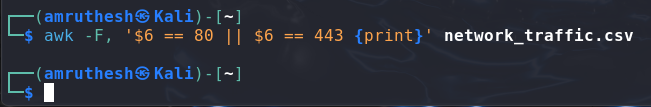 ┌──(amruthesh㉿Kali)-[~]
└─$ awk -F, '$6 == 80 || $6 == 443 {print}' network_traffic.csv
┌──(amruthesh㉿Kali)-[~]
└─$